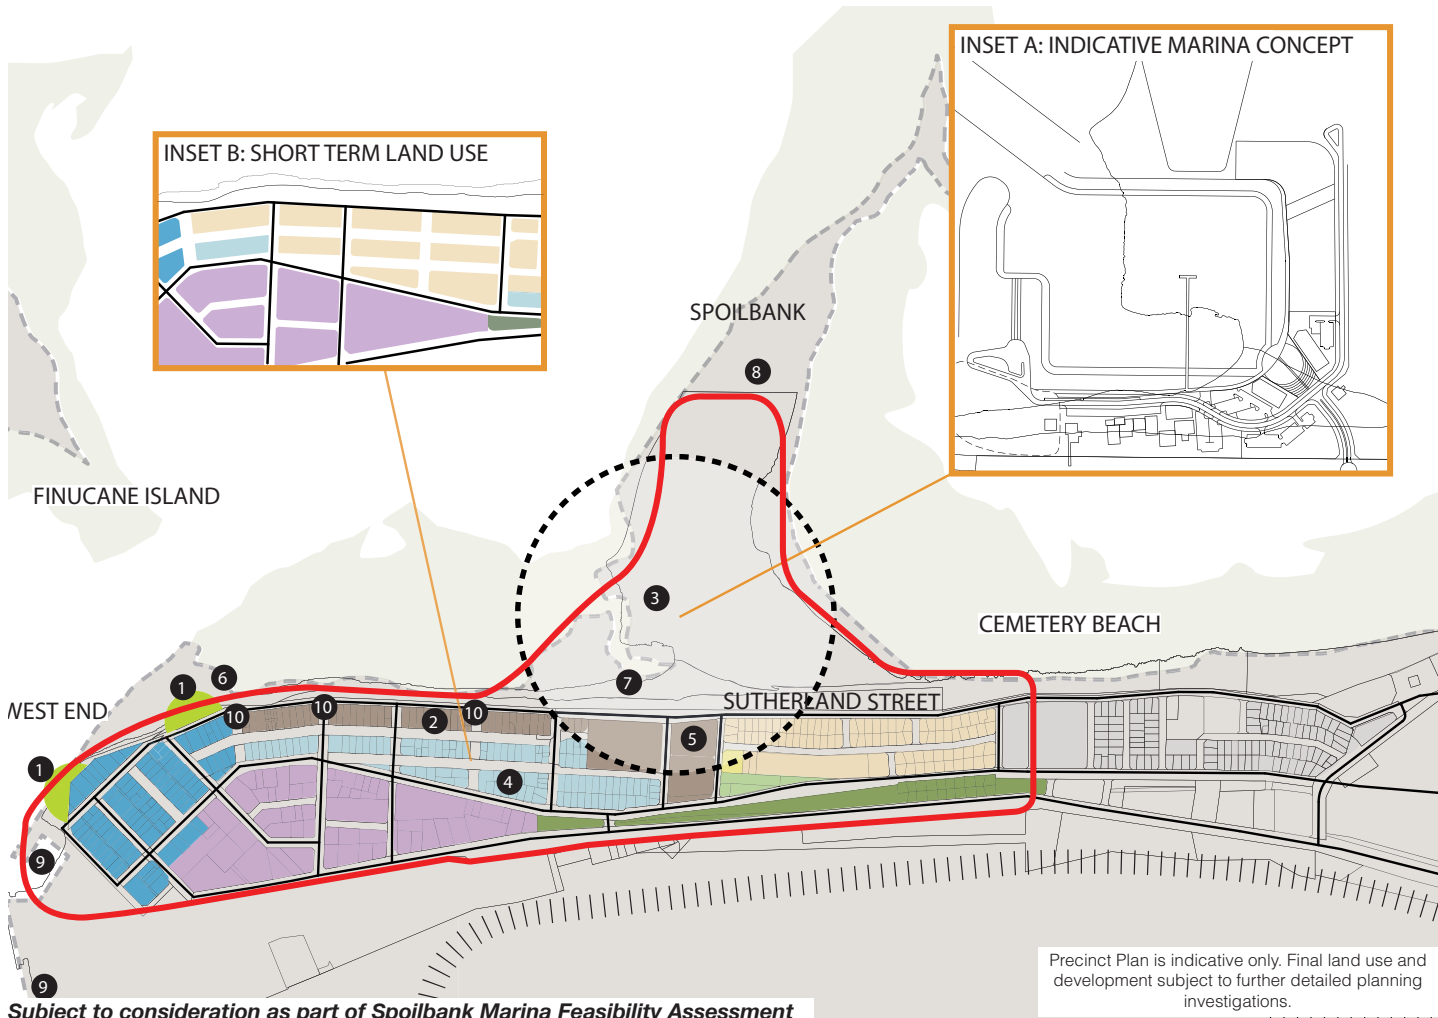 INSET A: INDICATIVE MARINA CONCEPT
INSET B: SHORT TERM LAND USE
SPOILBANK
8
FINUCANE ISLAND
3
CEMETERY BEACH
6
1
7
SUTHERLAND STREET
WEST END
10
10
10
2
5
1
4
9
Precinct Plan is indicative only. Final land use and
development subject to further detailed planning
investigations.
9
Subject to consideration as part of Spoilbank Marina Feasibility Assessment